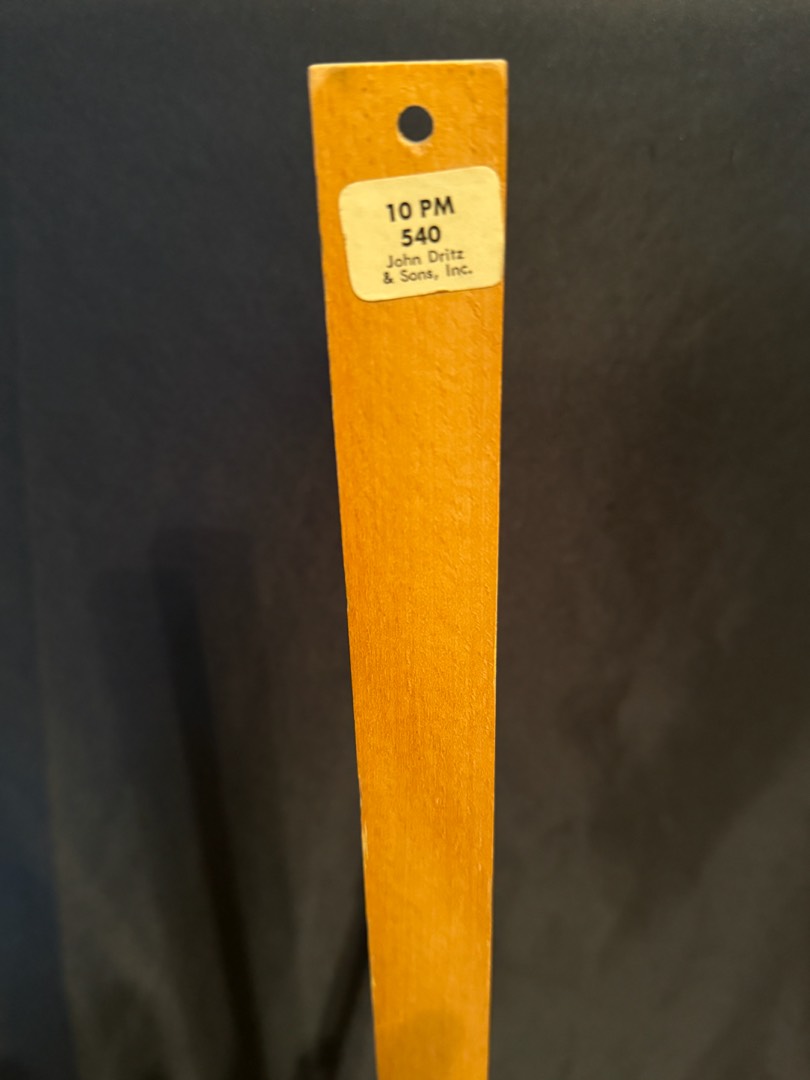 10 PM
540
John Dritz
& Sons, Inc.